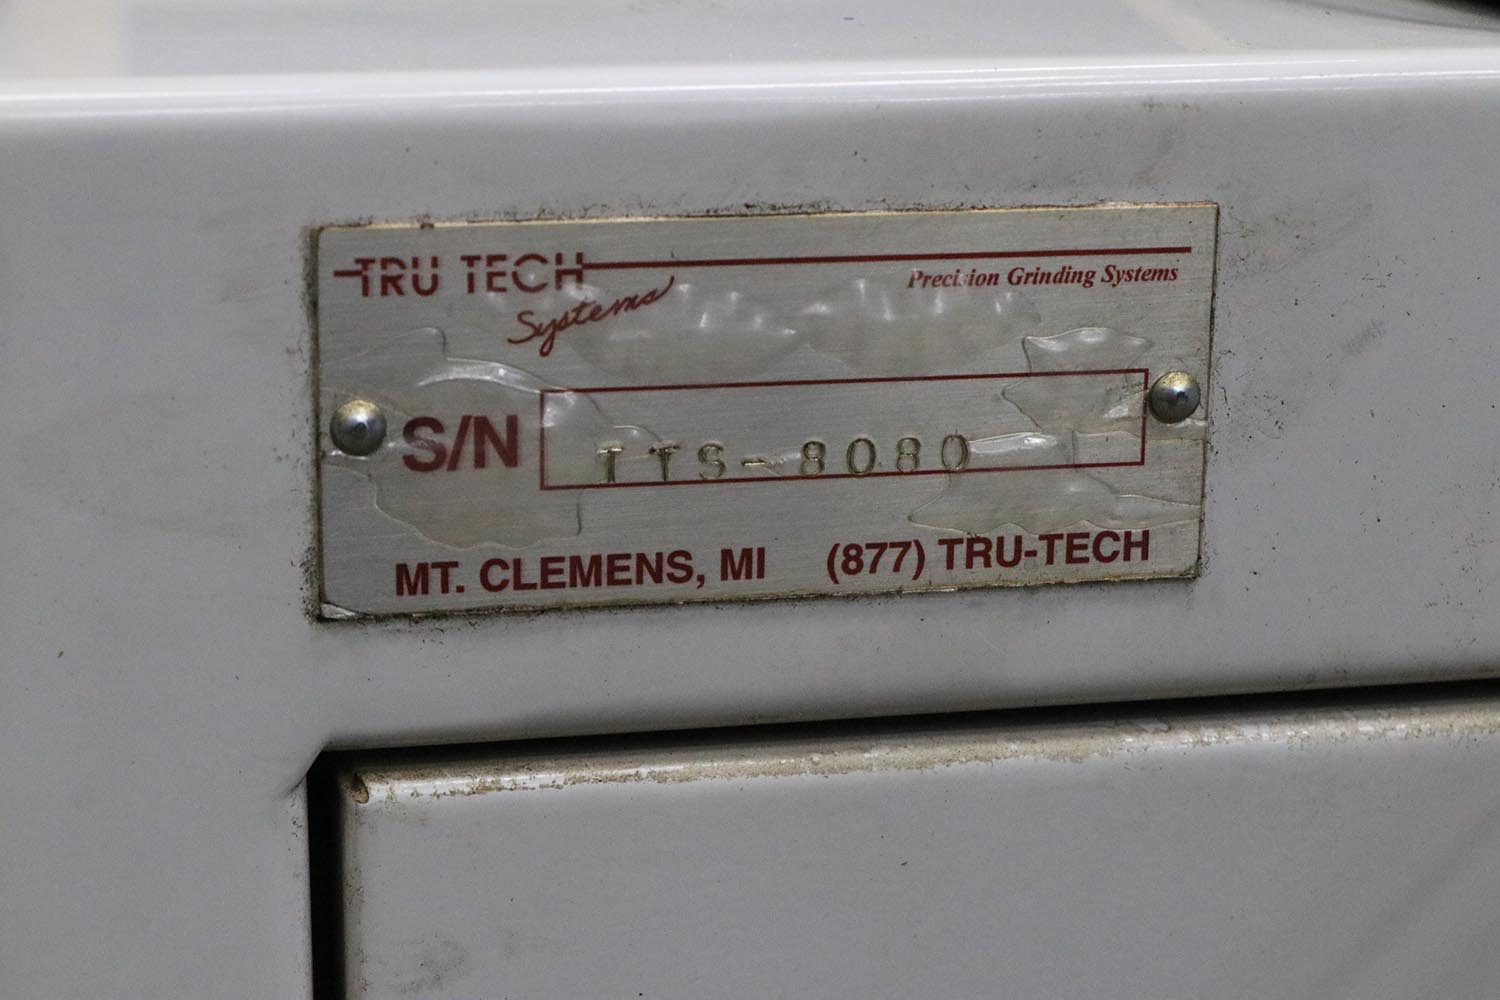 TRU TECH
Systems
Precision Grinding Systems
S/N TTS-8080
MT. CLEMENS, MI (877) TRU-TECH